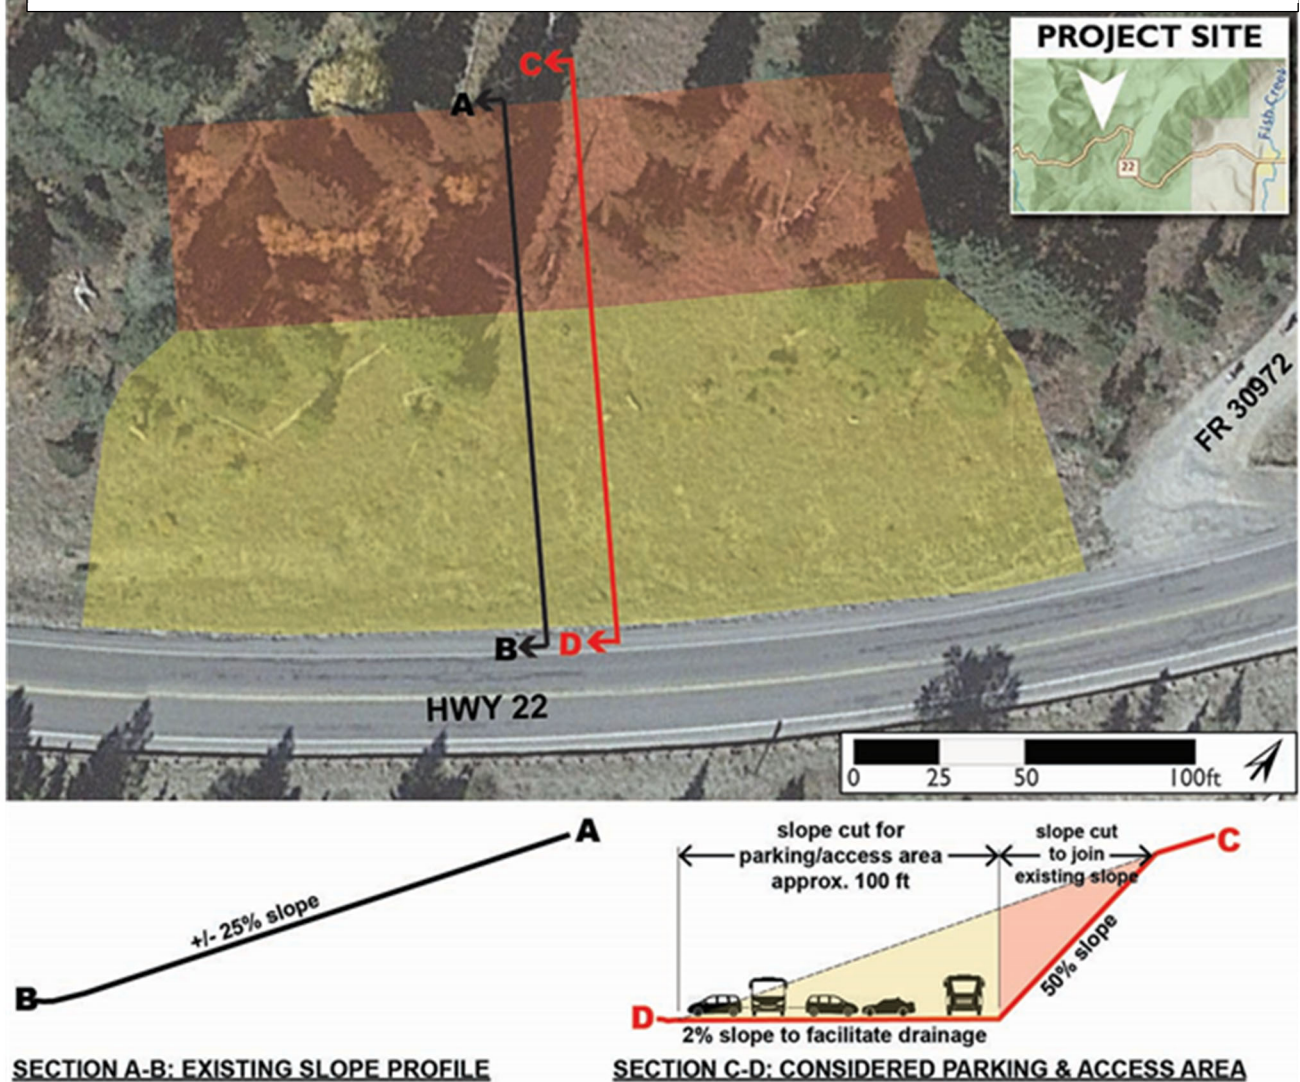 PROJECT SITE
Fish Creek
22
C
A
FR 30972
B
D
HWY 22
0 25 50 100ft
A
+/- 25% slope
B
SECTION A-B: EXISTING SLOPE PROFILE
slope cut for
parking/access area
approx. 100 ft
slope cut
to join
existing slope
C
50% slope
D
2% slope to facilitate drainage
SECTION C-D: CONSIDERED PARKING & ACCESS AREA